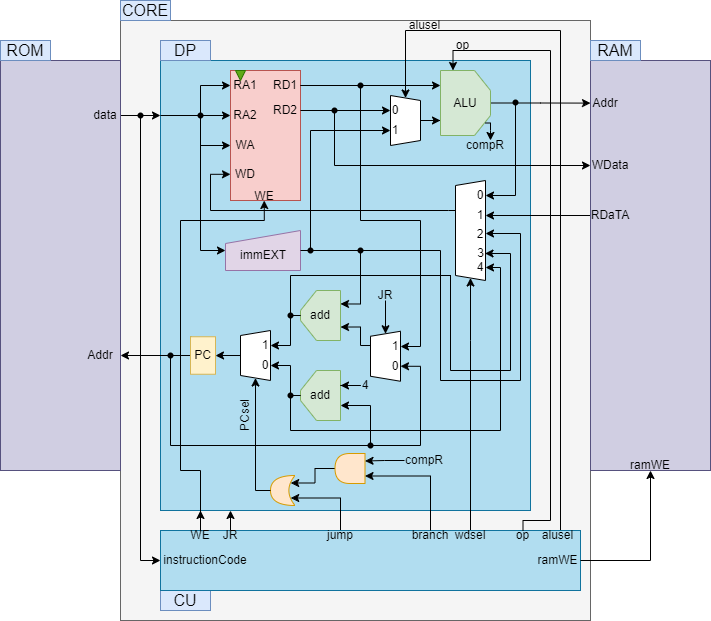 CORE
alusel
ROM
DP
op
RAM
RA1
RD1
RD2
0
ALU
Addr
data
RA2
1
WA
compR
WData
WD
WE
0
1
RDaTA
2
immEXT
3
4
JR
add
1
1
Addr
PC
0
0
add
4
PCsel
compR
ramWE
WE
JR
jump
branch
wdsel
op
alusel
instructionCode
ramWE
CU